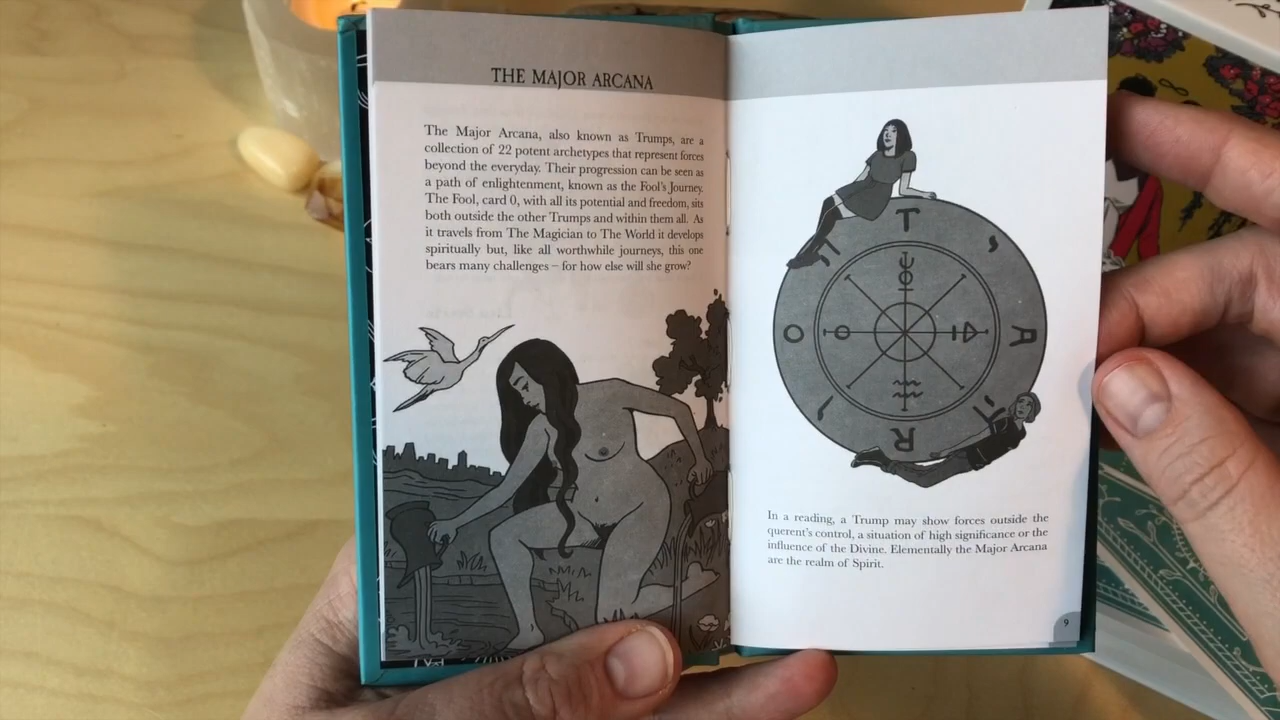 THE MAJOR ARCANA
The Major Arcana, also known as Trumps, are a
collection of 22 potent archetypes that represent forces
beyond the everyday. Their progression can be seen as
a path of enlightenment, known as the Fool's Journey.
The Fool, card 0, with all its potential and freedom, sits
both outside the other Trumps and within them all. As
it travels from The Magician to The World it develops
spiritually but, like all worthwhile journeys, this one
bears many challenges – for how else will she grow?
T
A
R
O
In a reading, a Trump may show forces outside the
querent's control, a situation of high significance or the
influence of the Divine. Elementally the Major Arcana
are the realm of Spirit.
9